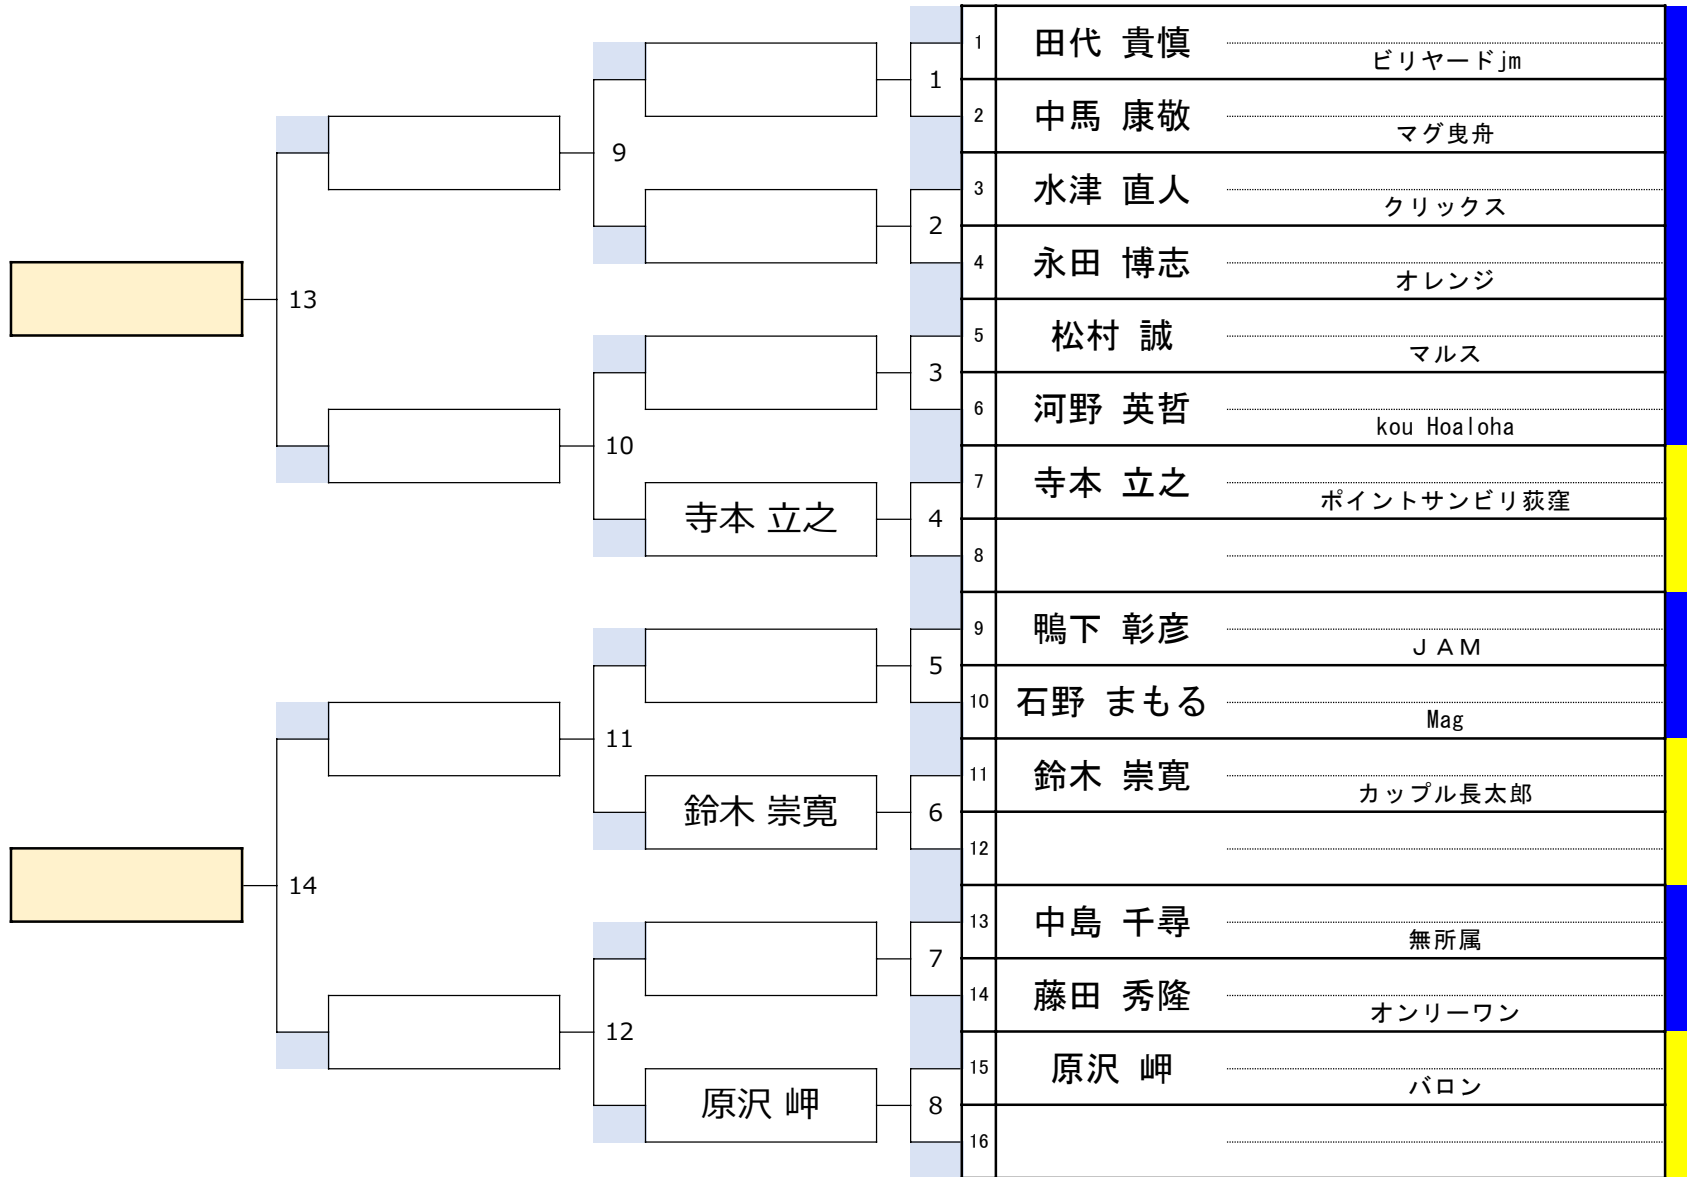 1 田代 貴慎 ビリヤードjm
1
2 中馬 康敬 マグ曳舟
9
3 水津 直人 クリックス
2
4 永田 博志 オレンジ
13
5 松村 誠 マルス
3
6 河野 英哲 kou Hoaloha
10
7 寺本 立之 ポイントサンビリ荻窪
寺本 立之 4
8
9 鴨下 彰彦 ＪＡＭ
5
10 石野 まもる Mag
11
11 鈴木 崇寛 カップル長太郎
鈴木 崇寛 6
12
14
13 中島 千尋 無所属
7
14 藤田 秀隆 オンリーワン
12
15 原沢 岬 バロン
原沢 岬 8
16